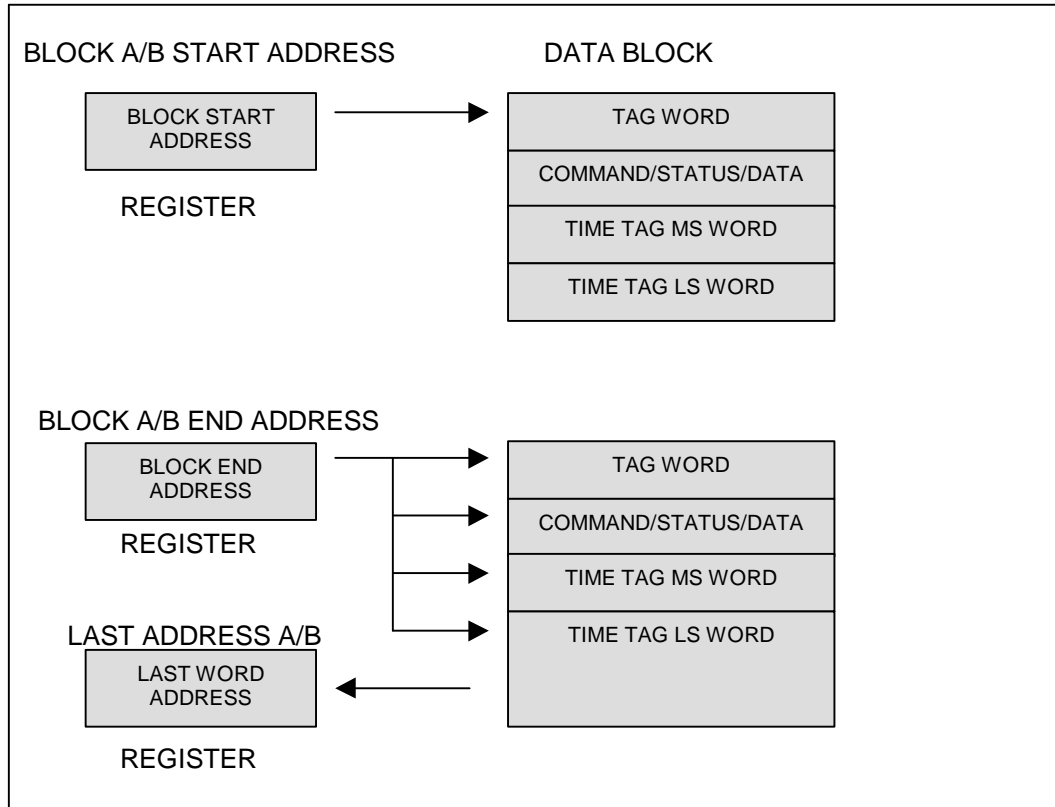 BLOCK A/B START ADDRESS
DATA BLOCK
BLOCK START
ADDRESS
REGISTER
TAG WORD
COMMAND/STATUS/DATA
TIME TAG MS WORD
TIME TAG LS WORD
BLOCK A/B END ADDRESS
BLOCK END
ADDRESS
REGISTER
TAG WORD
COMMAND/STATUS/DATA
TIME TAG MS WORD
TIME TAG LS WORD
LAST ADDRESS A/B
LAST WORD
ADDRESS
REGISTER